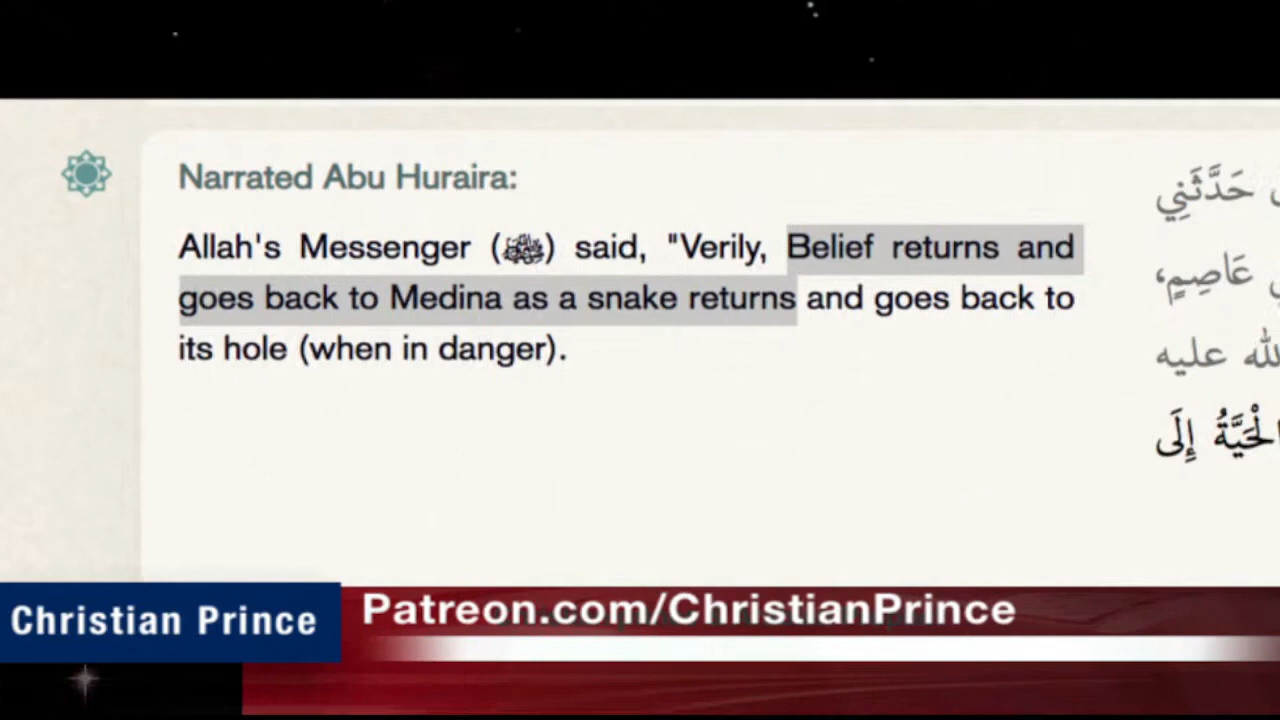 Narrated Abu Huraira:
Allah's Messenger (ﷺ) said, "Verily, Belief returns and
goes back to Medina as a snake returns and goes back to
its hole (when in danger).
حَدَّثَنِي
عَاصِمٍ،
الله عليه
الْحَيَّةُ إِلَى
Christian Prince
Patreon.com/ChristianPrince